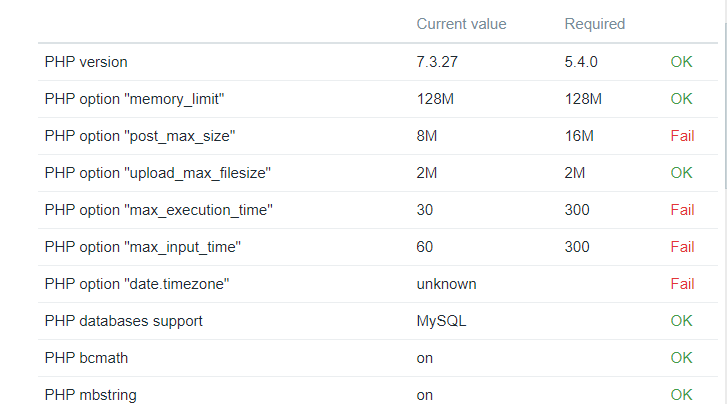 Current value Required
PHP version 7.3.27 5.4.0 OK
PHP option "memory_limit" 128M 128M OK
PHP option "post_max_size" 8M 16M Fail
PHP option "upload_max_filesize" 2M 2M OK
PHP option "max_execution_time" 30 300 Fail
PHP option "max_input_time" 60 300 Fail
PHP option "date.timezone" unknown Fail
PHP databases support MySQL OK
PHP bcmath on OK
PHP mbstring on OK